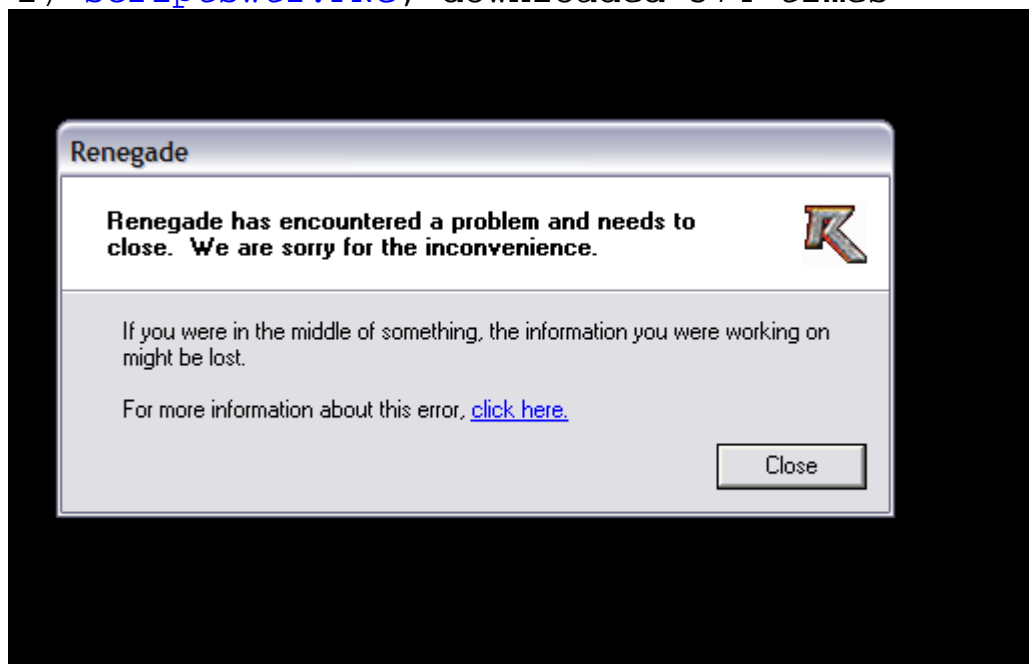 Renegade
Renegade has encountered a problem and needs to
close.  We are sorry for the inconvenience.
If you were in the middle of something, the information you were working on
might be lost.
For more information about this error, click here.
Close